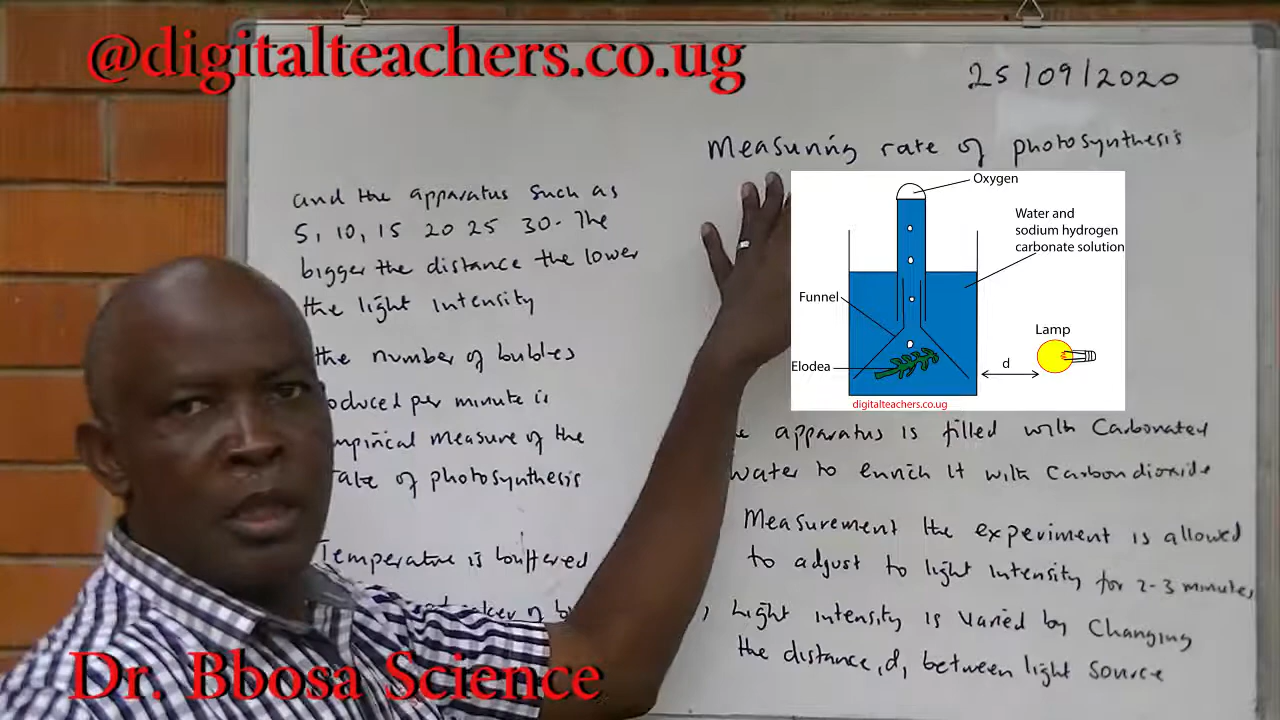 @digitalteachers.co.ug
25/09/2020
Measuring rate of photosynthesis
Oxygen
Water and
sodium hydrogen
carbonate solution
Funnel
Lamp
Elodea
d
digitalteachers.co.ug
apparatus is filled with Carbonated
water to enrich it with Carbondioxide
Measurement the experiment is allowed
to adjust to light intensity for 2-3 minutes
Light intensity is varied by Changing
the distance, d, between light source
and the apparatus such as
5, 10, 15 20 25 30. The
bigger the distance the lower
the light intensity
the number of bubbles
per minute is
measure of the
of photosynthesis
Temperature is buffered
of
Dr. Bbosa Science